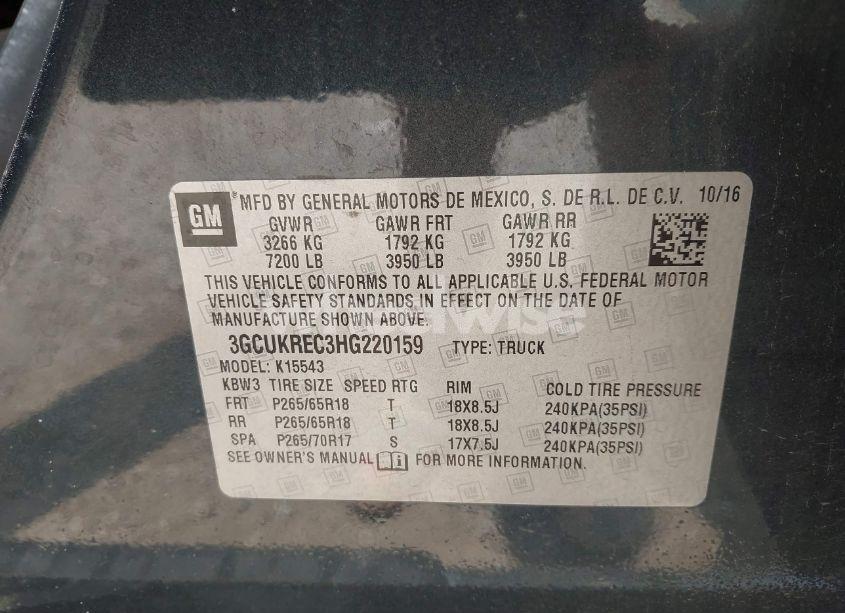 GM ®MFD BY GENERAL MOTORS DE MEXICO, S. DE R.L. DE C.V. 10/16
GVWR GAWR FRT GAWR RR
3266 KG 1792 KG 1792 KG
7200 LB 3950 LB 3950 LB
THIS VEHICLE CONFORMS TO ALL APPLICABLE U.S. FEDERAL MOTOR
VEHICLE SAFETY STANDARDS IN EFFECT ON THE DATE OF
MANUFACTURE SHOWN ABOVE.
3GCUKREC3HG220159 TYPE: TRUCK
MODEL: K15543
KBW3 TIRE SIZE SPEED RTG RIM COLD TIRE PRESSURE
FRT P265/65R18 T 18X8.5J 240KPA(35PSI)
RR P265/65R18 T 18X8.5J 240KPA(35PSI)
SPA P265/70R17 S 17X7.5J 240KPA(35PSI)
SEE OWNER'S MANUAL FOR MORE INFORMATION.